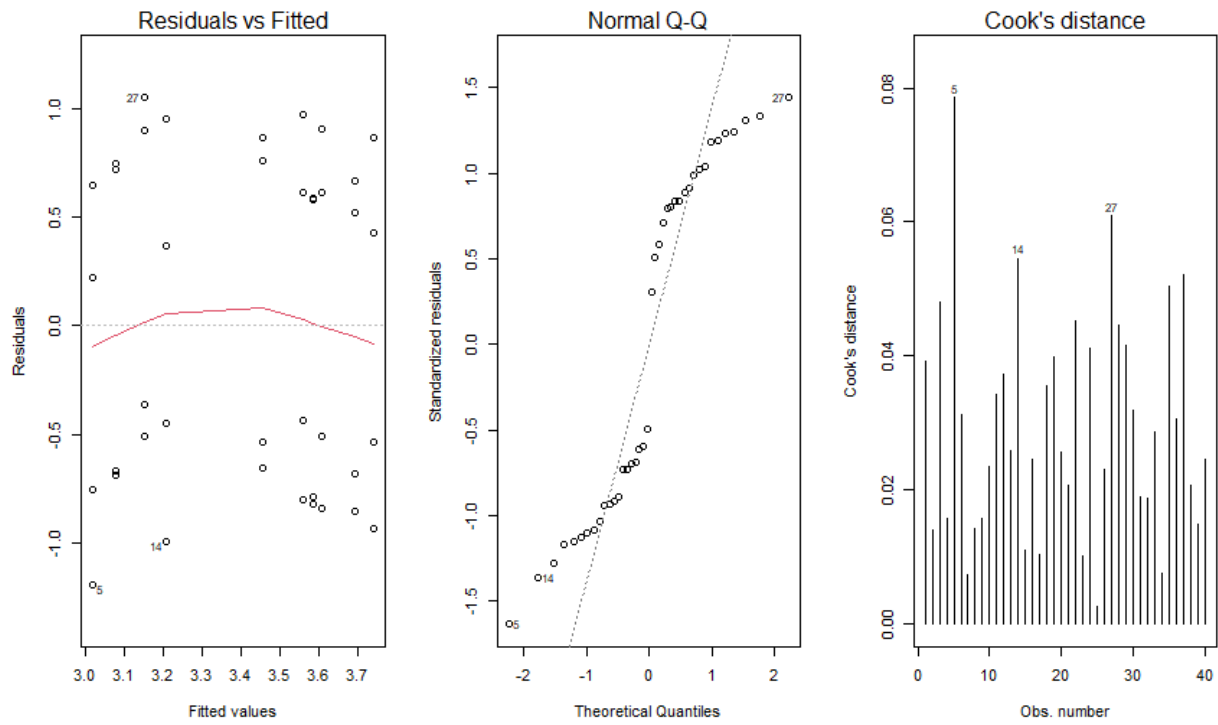 Residuals vs Fitted
Residuals
1.0
0.5
0.0
-0.5
-1.0
27
14
5
3.0 3.1 3.2 3.3 3.4 3.5 3.6 3.7
Fitted values
Normal Q-Q
Standardized residuals
1.5
1.0
0.5
0.0
-0.5
-1.0
-1.5
27
14
5
-2 -1 0 1 2
Theoretical Quantiles
Cook's distance
Cook's distance
0.08
0.06
0.04
0.02
0.00
5
27
14
0 10 20 30 40
Obs. number